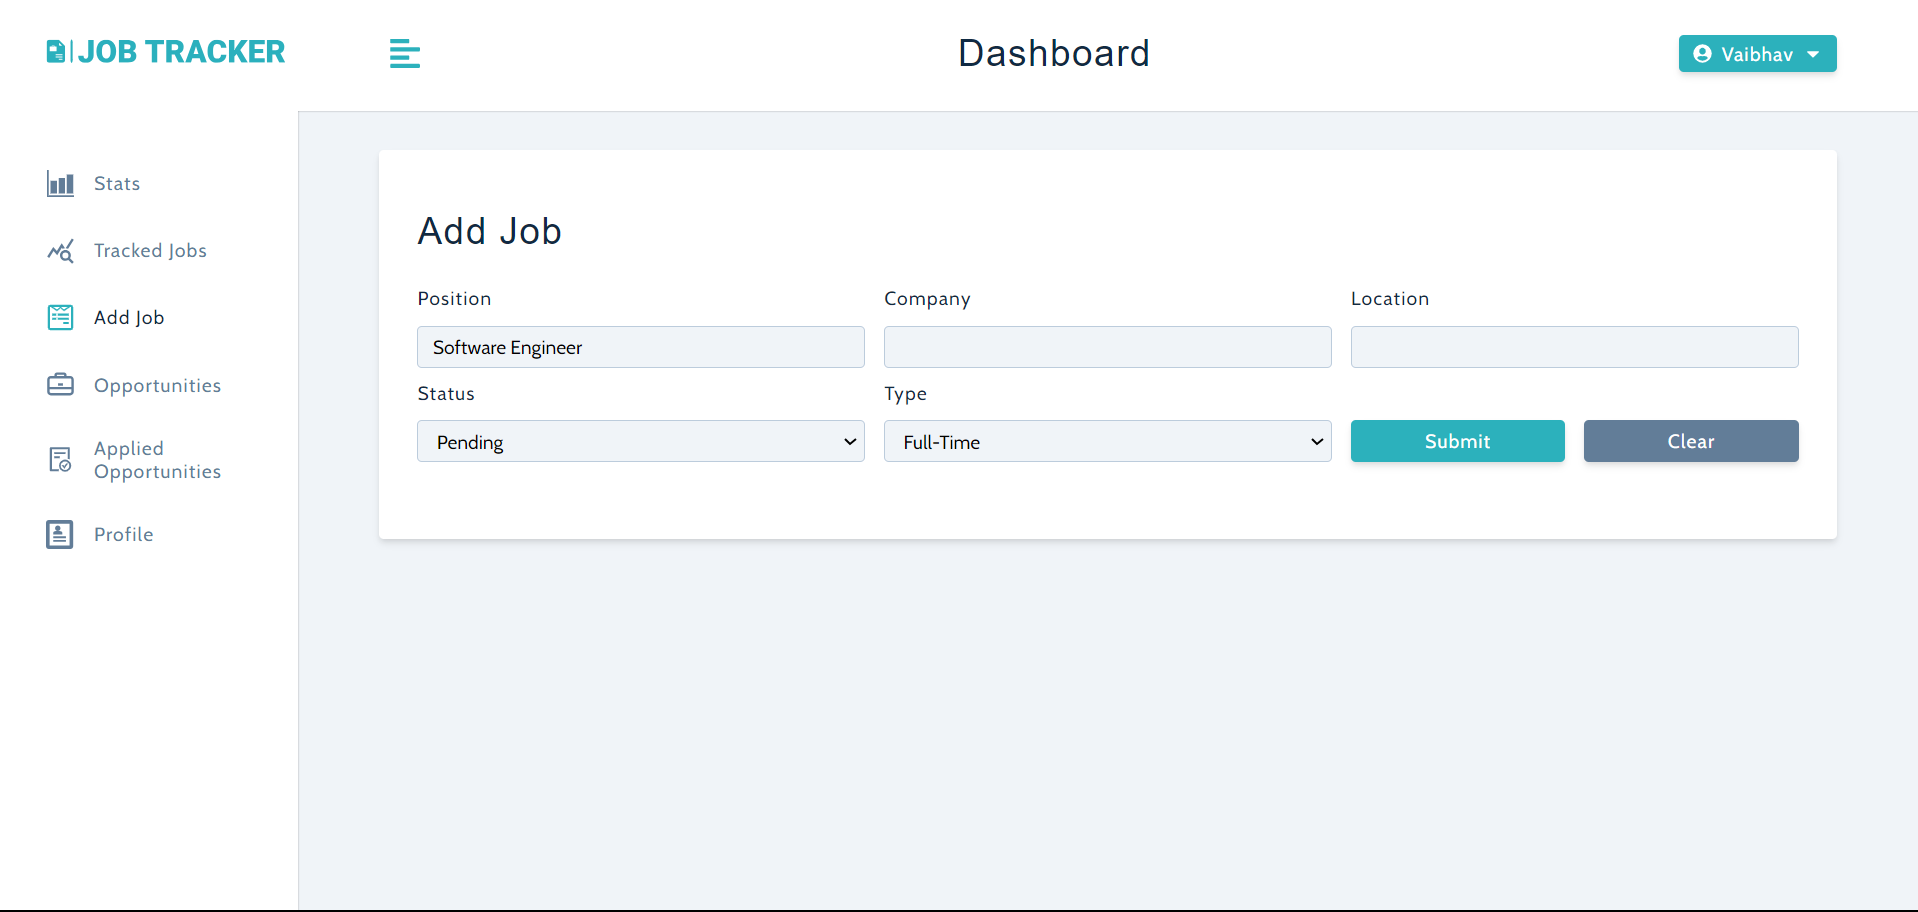 JOB TRACKER
Dashboard
Vaibhav
Stats
Tracked Jobs
Add Job
Opportunities
Applied
Opportunities
Profile
Add Job
Position
Company
Location
Software Engineer
Status
Type
Pending
Full-Time
Submit
Clear